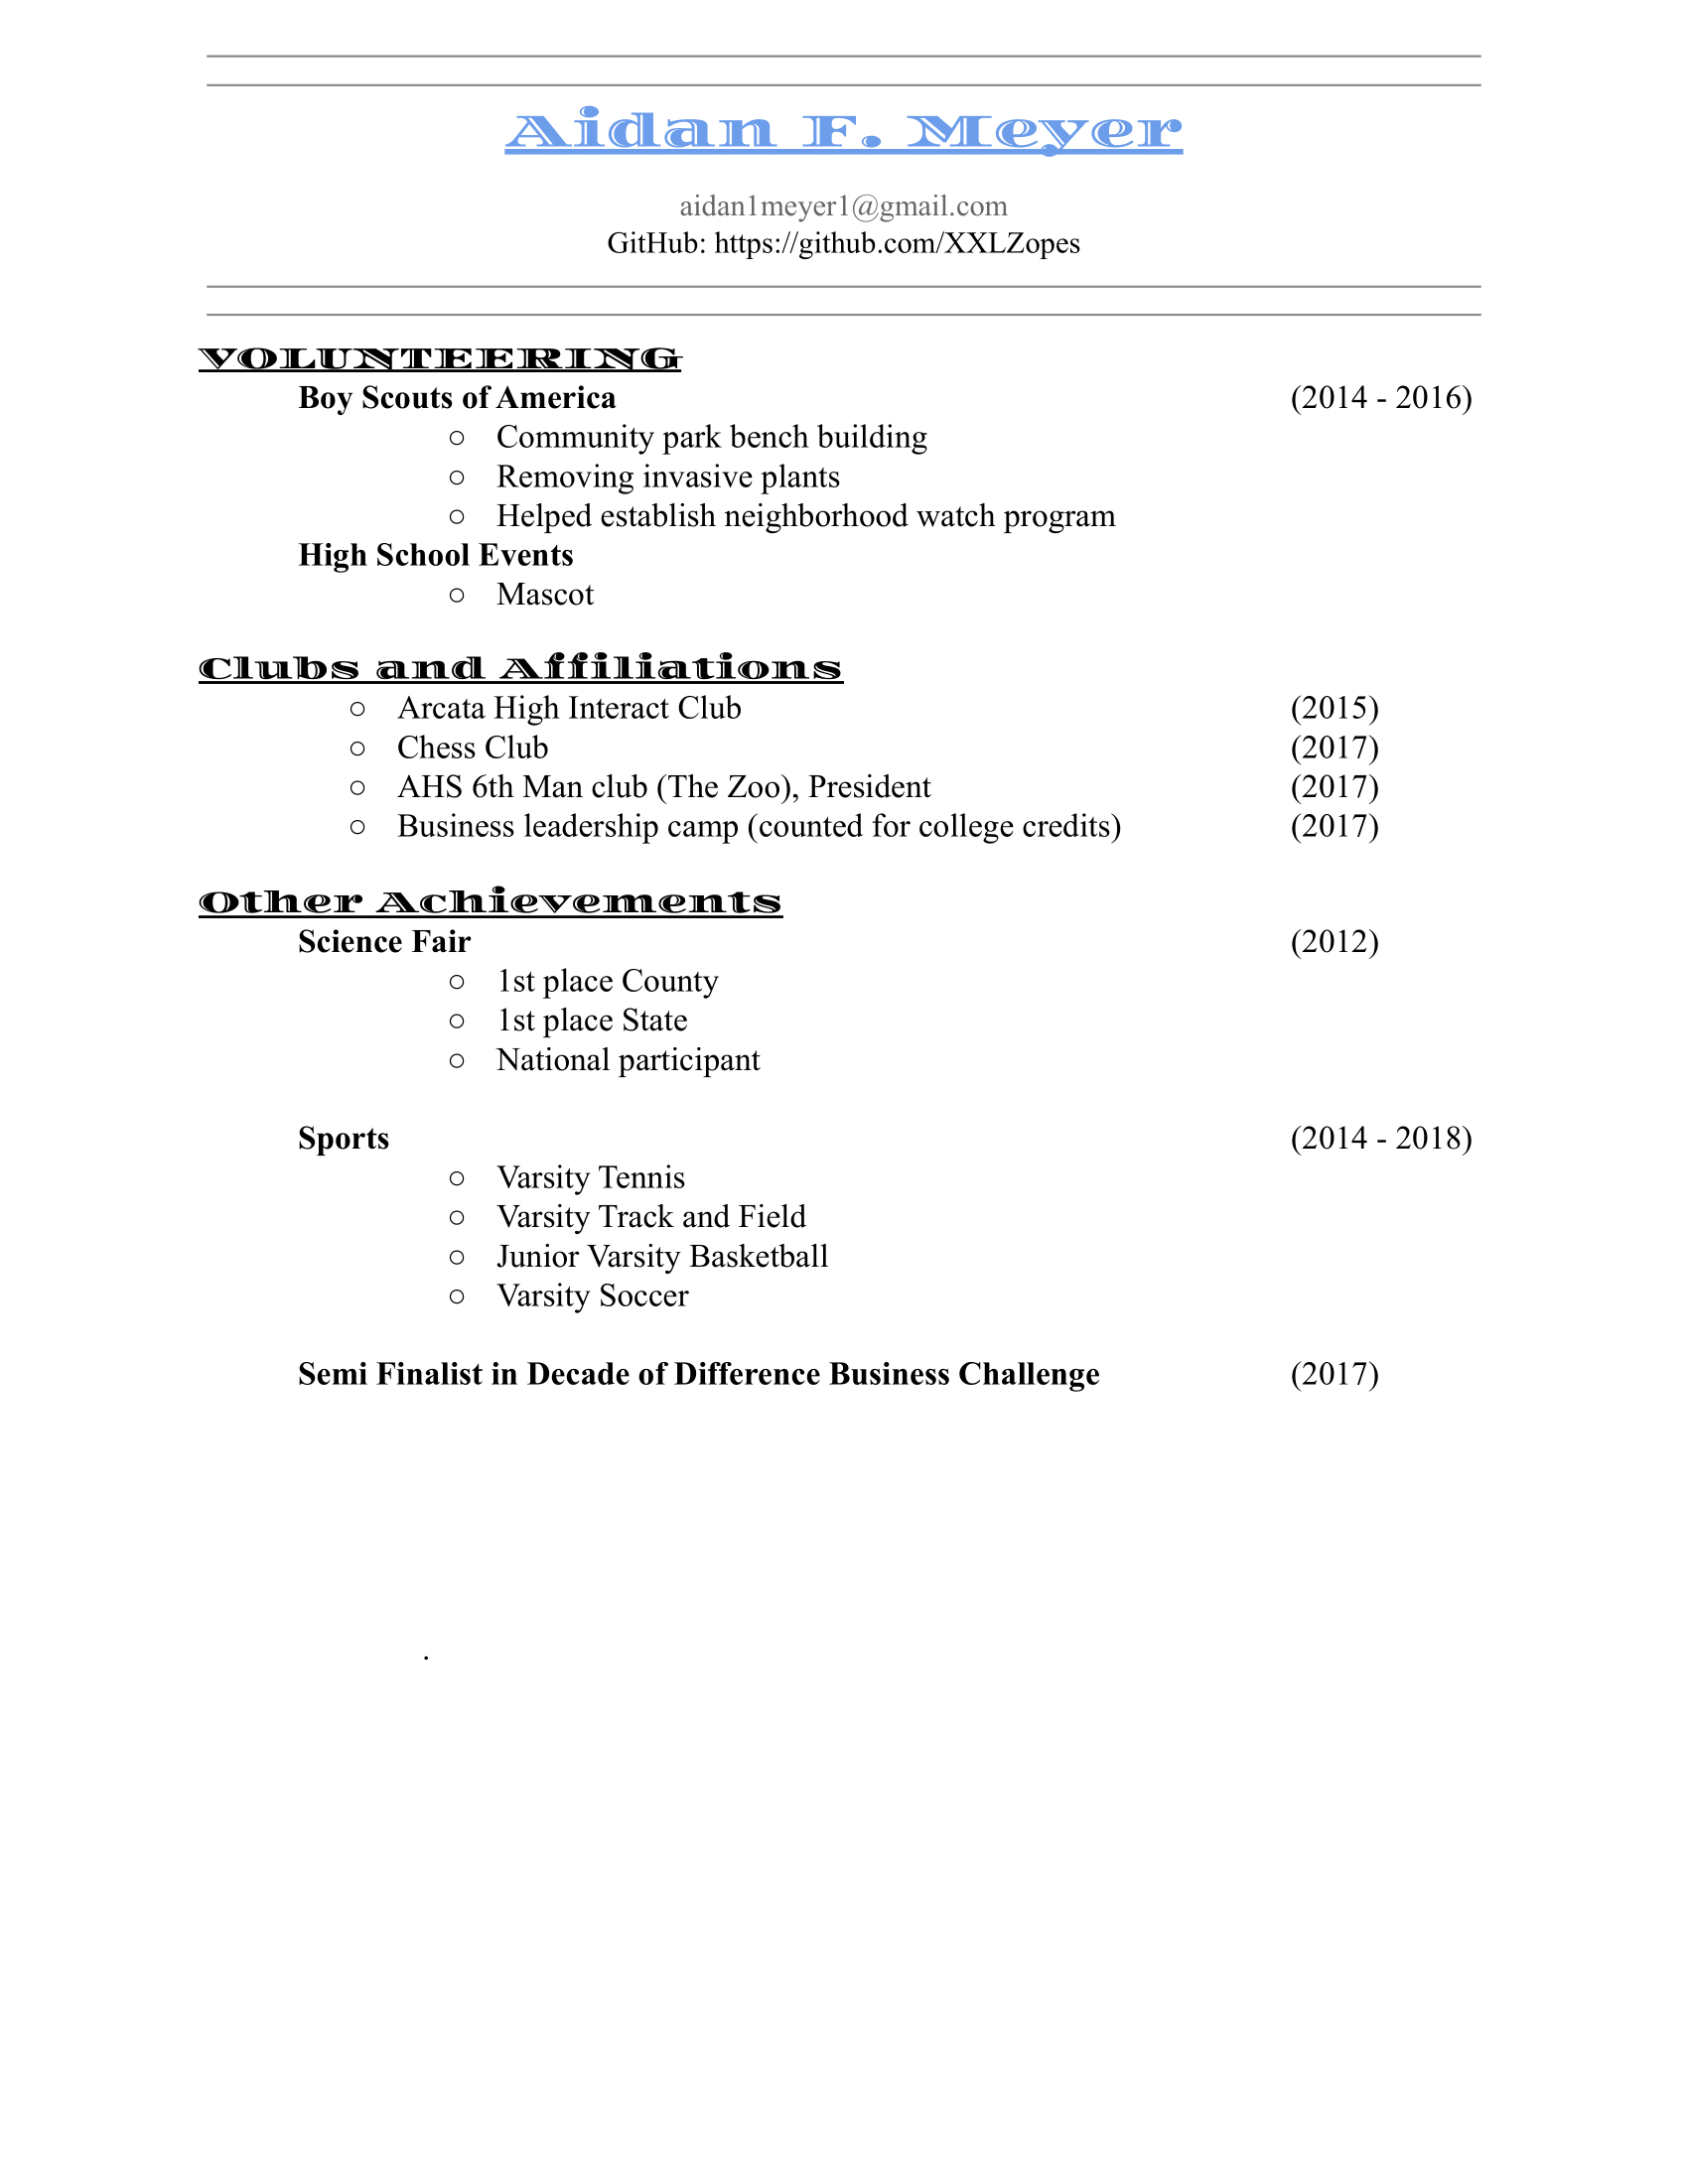 Aidan F. Meyer
aidan1meyer1@gmail.com
GitHub: https://github.com/XXLZopes
VOLUNTEERING
Boy Scouts of America (2014 - 2016)
○ Community park bench building
○ Removing invasive plants
○ Helped establish neighborhood watch program
High School Events
○ Mascot
Clubs and Affiliations
○ Arcata High Interact Club (2015)
○ Chess Club (2017)
○ AHS 6th Man club (The Zoo), President (2017)
○ Business leadership camp (counted for college credits) (2017)
Other Achievements
Science Fair (2012)
○ 1st place County
○ 1st place State
○ National participant
Sports (2014 - 2018)
○ Varsity Tennis
○ Varsity Track and Field
○ Junior Varsity Basketball
○ Varsity Soccer
Semi Finalist in Decade of Difference Business Challenge (2017)
.